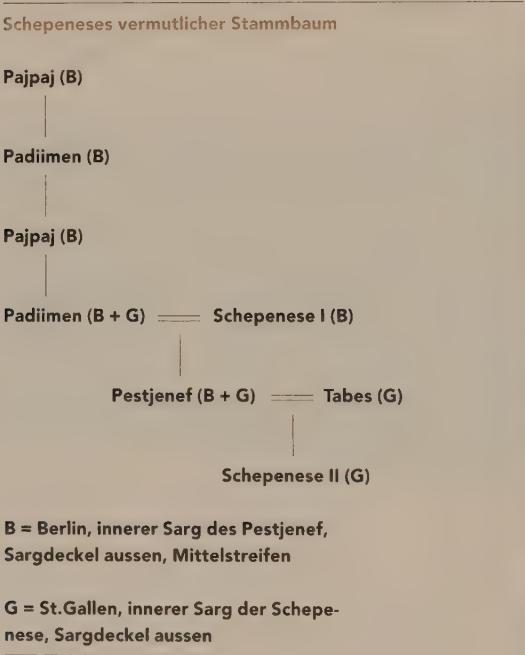 Schepeneses vermutlicher Stammbaum
Pajpaj (B)
Padiimen (B)
Pajpaj (B)
Padiimen (B + G) Schepenese I (B)
Pestjenef (B + G) Tabes (G)
Schepenese II (G)
B = Berlin, innerer Sarg des Pestjenef,
Sargdeckel aussen, Mittelstreifen
G = St.Gallen, innerer Sarg der Schepe-
nese, Sargdeckel aussen